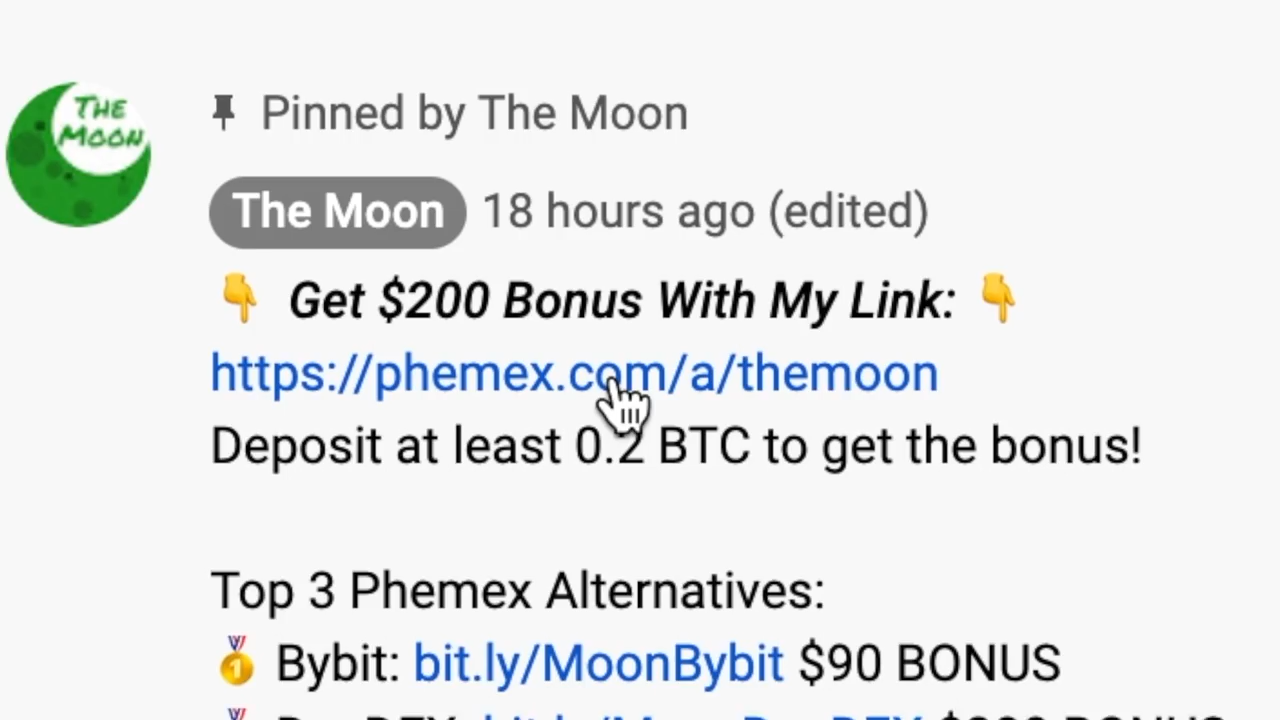 THE
MOON
Pinned by The Moon
The Moon 18 hours ago (edited)
👇 Get $200 Bonus With My Link: 👇
https://phemex.com/a/themoon
Deposit at least 0.2 BTC to get the bonus!
Top 3 Phemex Alternatives:
🥇 Bybit: bit.ly/MoonBybit $90 BONUS